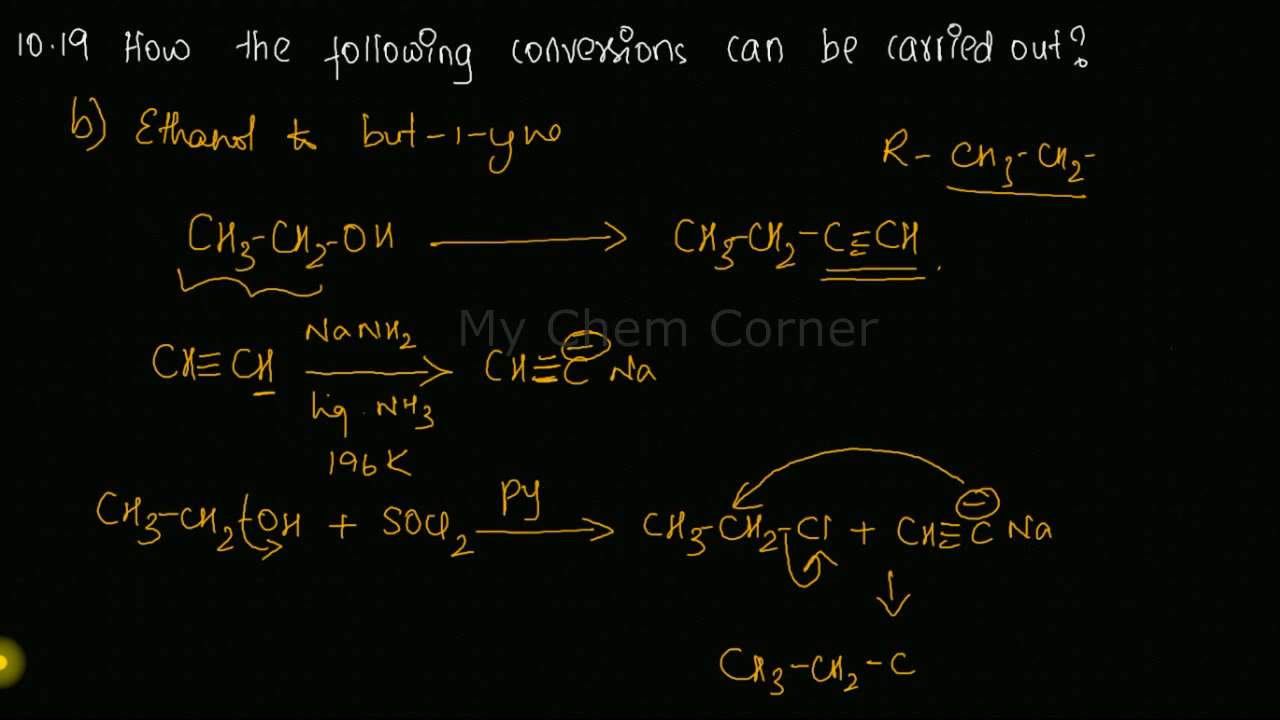 10.19 How the following conversions can be carried out?
b) Ethanol to but-1-yne
R- CH3-CH2-
CH3-CH2-OH → CH3-CH2-C≡CH.
My Chem Corner
NaNH2
CH≡CH → CH≡C⊖ Na
liq. NH3
196K
py
CH3-CH2-OH + SOCl2 → CH3-CH2-Cl + CH≡C⊖ Na
↓
CH3-CH2-C